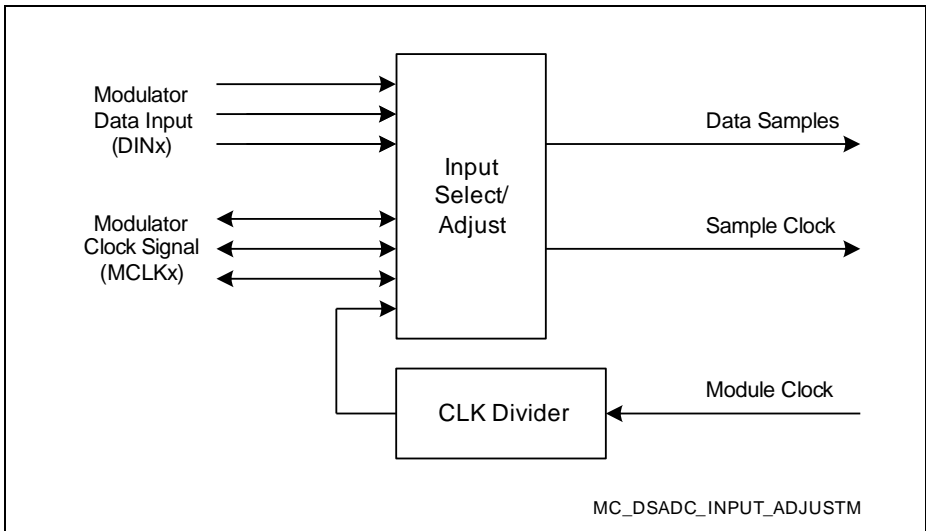 Modulator
Data Input
(DINx)
Data Samples
Input
Select/
Adjust
Modulator
Clock Signal
(MCLKx)
Sample Clock
CLK Divider
Module Clock
MC_DSADC_INPUT_ADJUSTM